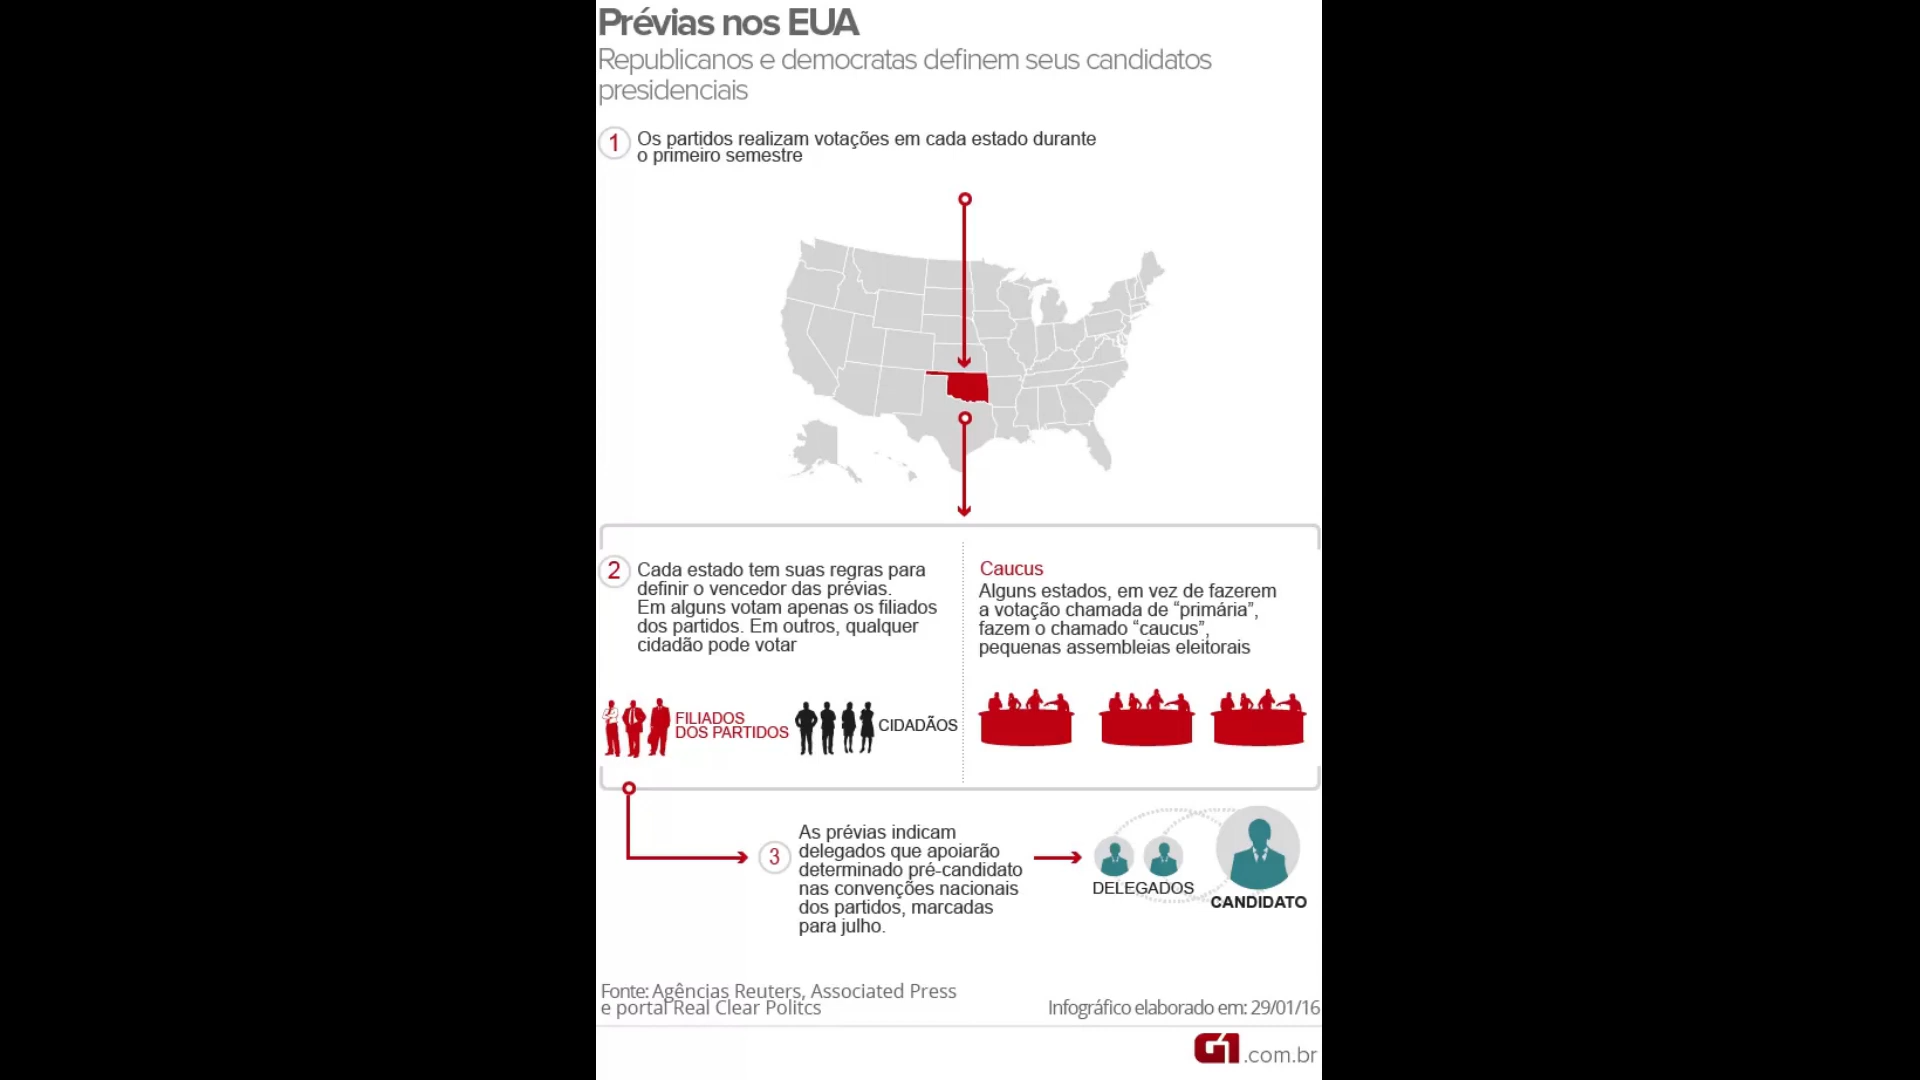 Prévias nos EUA
Republicanos e democratas definem seus candidatos
presidenciais
1
Os partidos realizam votações em cada estado durante
o primeiro semestre
2
Cada estado tem suas regras para
definir o vencedor das prévias.
Em alguns votam apenas os filiados
dos partidos. Em outros, qualquer
cidadão pode votar
FILIADOS
DOS PARTIDOS
CIDADÃOS
Caucus
Alguns estados, em vez de fazerem
a votação chamada de “primária”,
fazem o chamado “caucus”,
pequenas assembleias eleitorais
3
As prévias indicam
delegados que apoiarão
determinado pré-candidato
nas convenções nacionais
dos partidos, marcadas
para julho.
DELEGADOS
CANDIDATO
Fonte: Agências Reuters, Associated Press
e portal Real Clear Politcs
Infográfico elaborado em: 29/01/16
G1.com.br